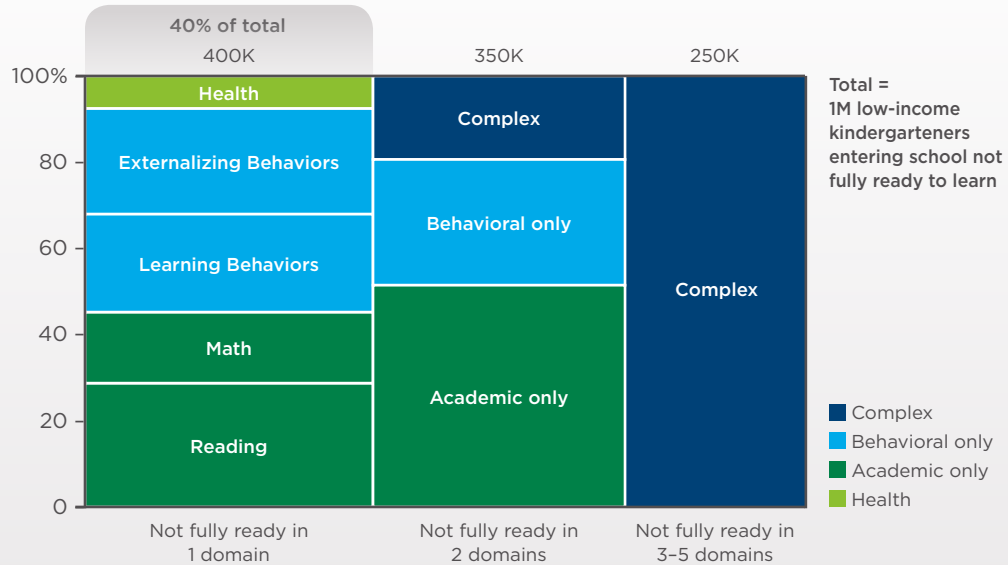 40% of total
400K
350K
250K
100%
80
60
40
20
0
Health
Externalizing Behaviors
Learning Behaviors
Math
Reading
Complex
Behavioral only
Academic only
Complex
Total =
1M low-income
kindergarteners
entering school not
fully ready to learn
Complex
Behavioral only
Academic only
Health
Not fully ready in
1 domain
Not fully ready in
2 domains
Not fully ready in
3–5 domains